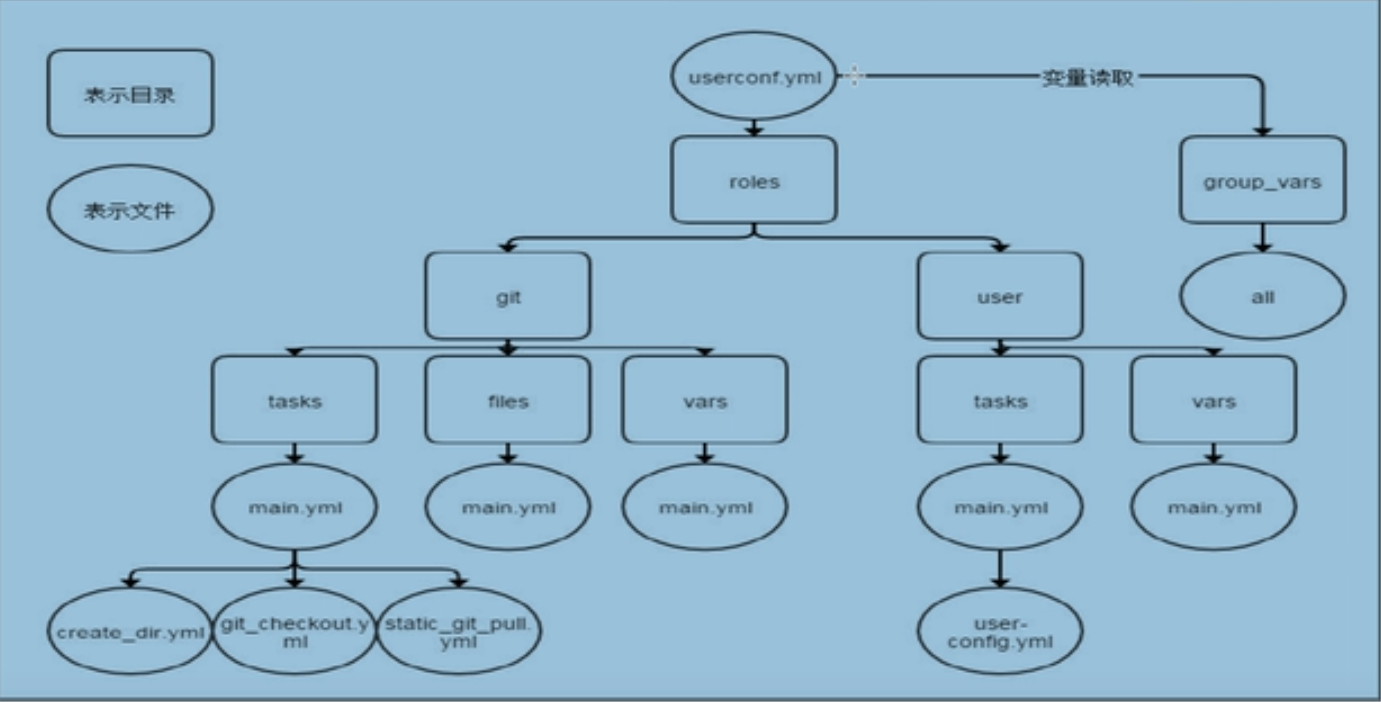 userconf.yml
变量读取
表示目录
roles
group_vars
表示文件
git
user
all
tasks
files
vars
tasks
vars
main.yml
main.yml
main.yml
main.yml
main.yml
create_dir.yml
git_checkout.y
ml
static_git_pull.
yml
user-
config.yml